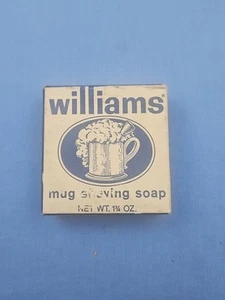 williams®
mug shaving soap
NET WT. 1¾ OZ.